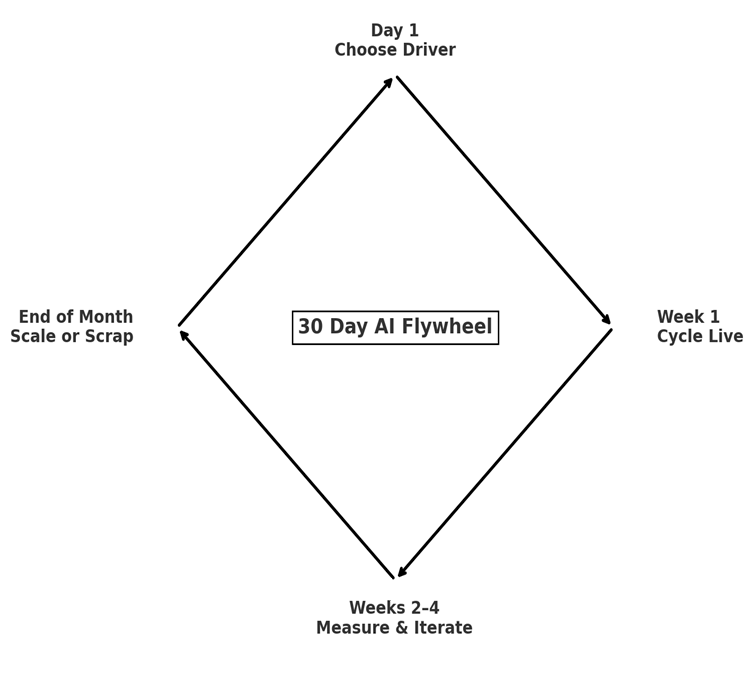 Day 1
Choose Driver
End of Month
Scale or Scrap
30 Day AI Flywheel
Week 1
Cycle Live
Weeks 2–4
Measure & Iterate